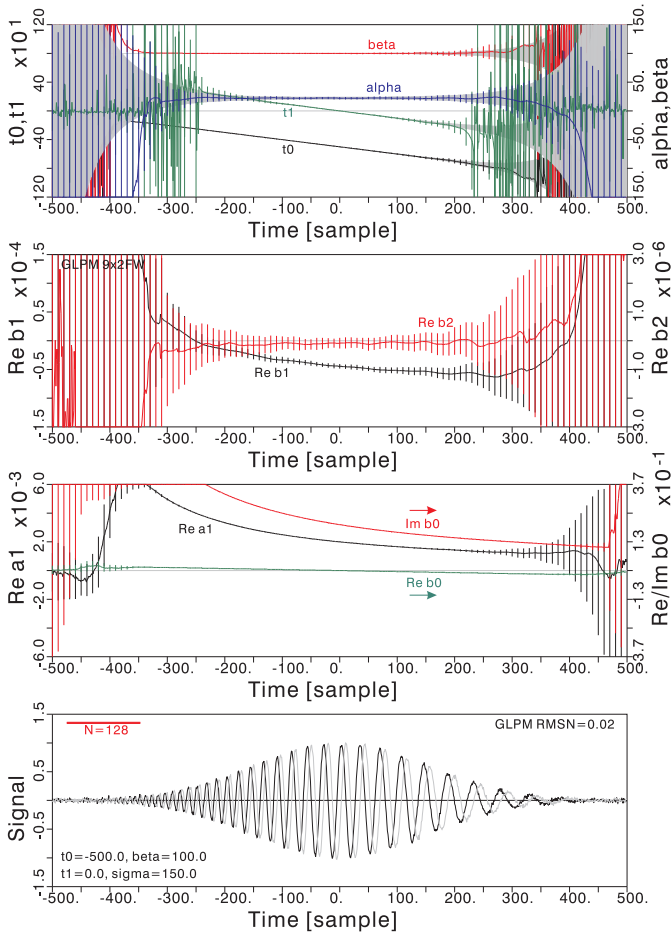 120
40
-40
-120
t0,t1 x10^1
150.
50.
-50.
150.
alpha,beta
beta
alpha
t1
t0
-500. -400. -300. -200. -100. 0. 100. 200. 300. 400. 500.
Time [sample]
GLPM 9x2FW
1.5
0.5
-0.5
-1.5
Re b1 x10^-4
3.0
1.0
-1.0
-3.0
Re b2 x10^-6
Re b2
Re b1
-500. -400. -300. -200. -100. 0. 100. 200. 300. 400. 500.
Time [sample]
6.0
2.0
-2.0
-6.0
Re a1 x10^-3
3.7
1.3
-1.3
3.7
Re/Im b0 x10^-1
Re a1
Im b0
Re b0
-500. -400. -300. -200. -100. 0. 100. 200. 300. 400. 500.
Time [sample]
1.5
0.5
-0.5
-1.5
Signal
N=128
GLPM RMSN=0.02
t0=-500.0, beta=100.0
t1=0.0, sigma=150.0
-500. -400. -300. -200. -100. 0. 100. 200. 300. 400. 500.
Time [sample]